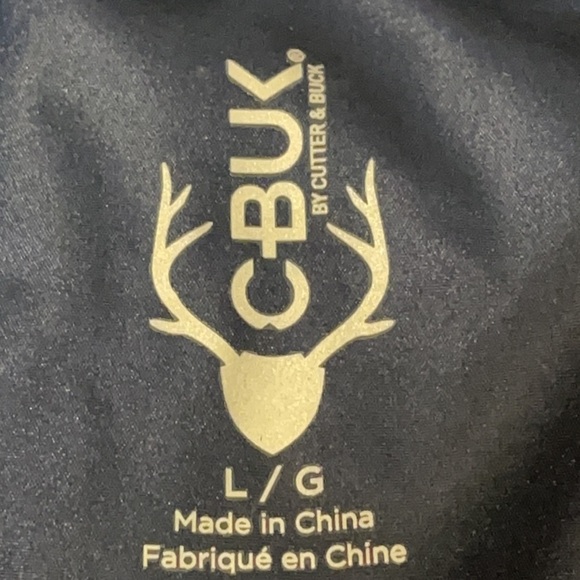 CBUK®
BY CUTTER & BUCK
L / G
Made in China
Fabriqué en Chine